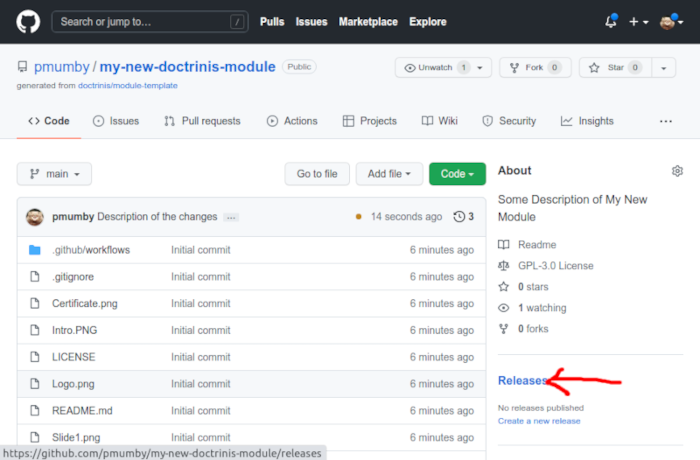 Search or jump to… /
Pulls Issues Marketplace Explore
pmumby / my-new-doctrinis-module Public
generated from doctrinis/module-template
Unwatch 1 Fork 0 Star 0
Code Issues Pull requests Actions Projects Wiki Security Insights
main Go to file Add file Code
pmumby Description of the changes ... 14 seconds ago 3
.github/workflows Initial commit 6 minutes ago
.gitignore Initial commit 6 minutes ago
Certificate.png Initial commit 6 minutes ago
Intro.PNG Initial commit 6 minutes ago
LICENSE Initial commit 6 minutes ago
Logo.png Initial commit 6 minutes ago
README.md Initial commit 6 minutes ago
Slide1.png Initial commit 6 minutes ago
About
Some Description of My New
Module
Readme
GPL-3.0 License
0 stars
1 watching
0 forks
Releases
No releases published
Create a new release
https://github.com/pmumby/my-new-doctrinis-module/releases